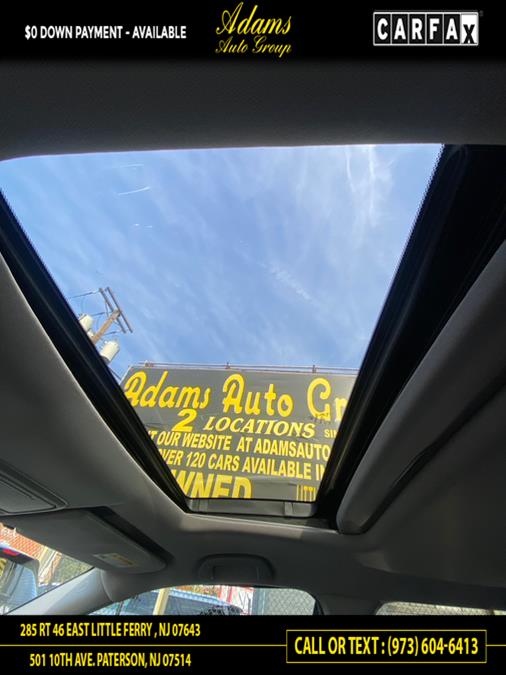 $0 DOWN PAYMENT - AVAILABLE
Adams
Auto Group
CARFAX
Adams Auto Gr
2 LOCATIONS
OUR WEBSITE AT ADAMSAUTO
OVER 120 CARS AVAILABLE IN
OWNED
285 RT 46 EAST LITTLE FERRY , NJ 07643
501 10TH AVE. PATERSON, NJ 07514
CALL OR TEXT : (973) 604-6413